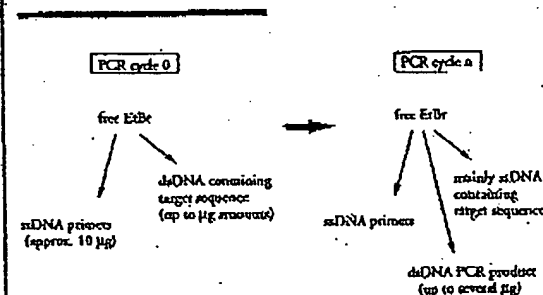 PCR cycle 0
free EtBr
dsDNA containing
target sequence
(up to µg amounts)
ssDNA primers
(approx. 10 µg)
PCR cycle n
free EtBr
mainly ssDNA
containing
target sequence
ssDNA primers
dsDNA PCR product
(up to several µg)